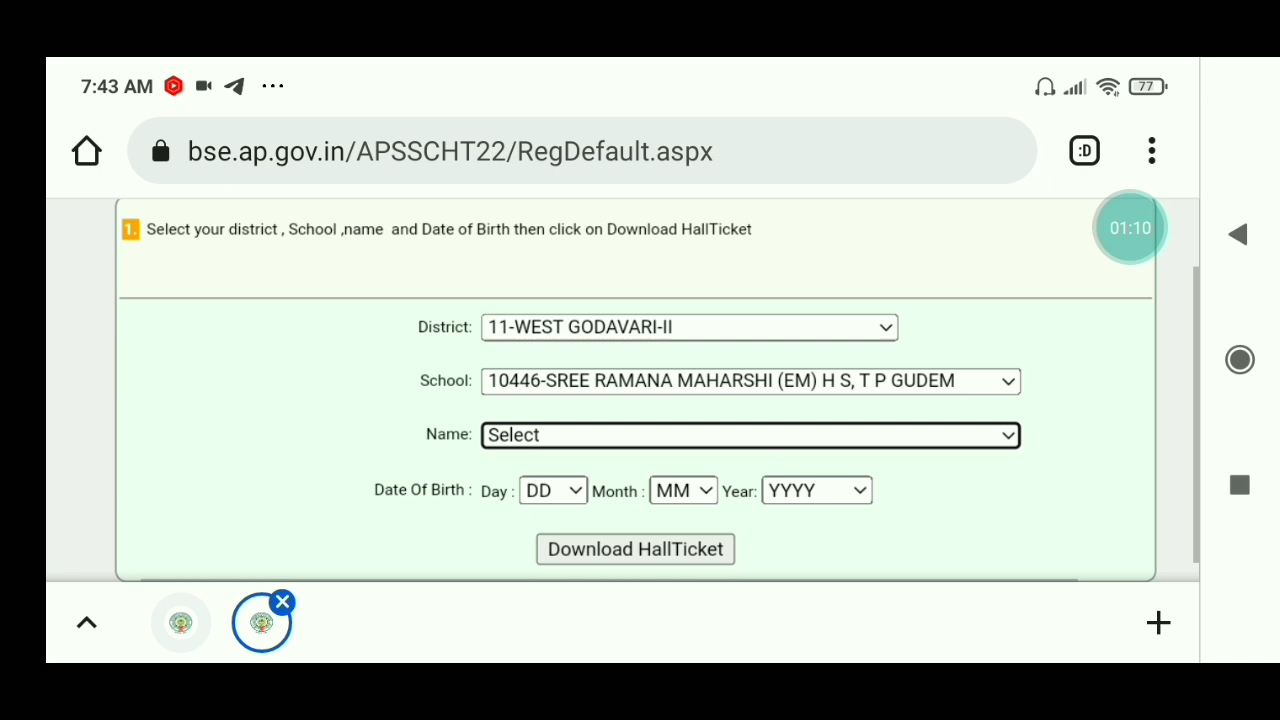 7:43 AM
77
bse.ap.gov.in/APSSCHT22/RegDefault.aspx
:D
1. Select your district , School ,name and Date of Birth then click on Download HallTicket
01:10
District: 11-WEST GODAVARI-II
School: 10446-SREE RAMANA MAHARSHI (EM) H S, T P GUDEM
Name: Select
Date Of Birth : Day : DD Month : MM Year: YYYY
Download HallTicket